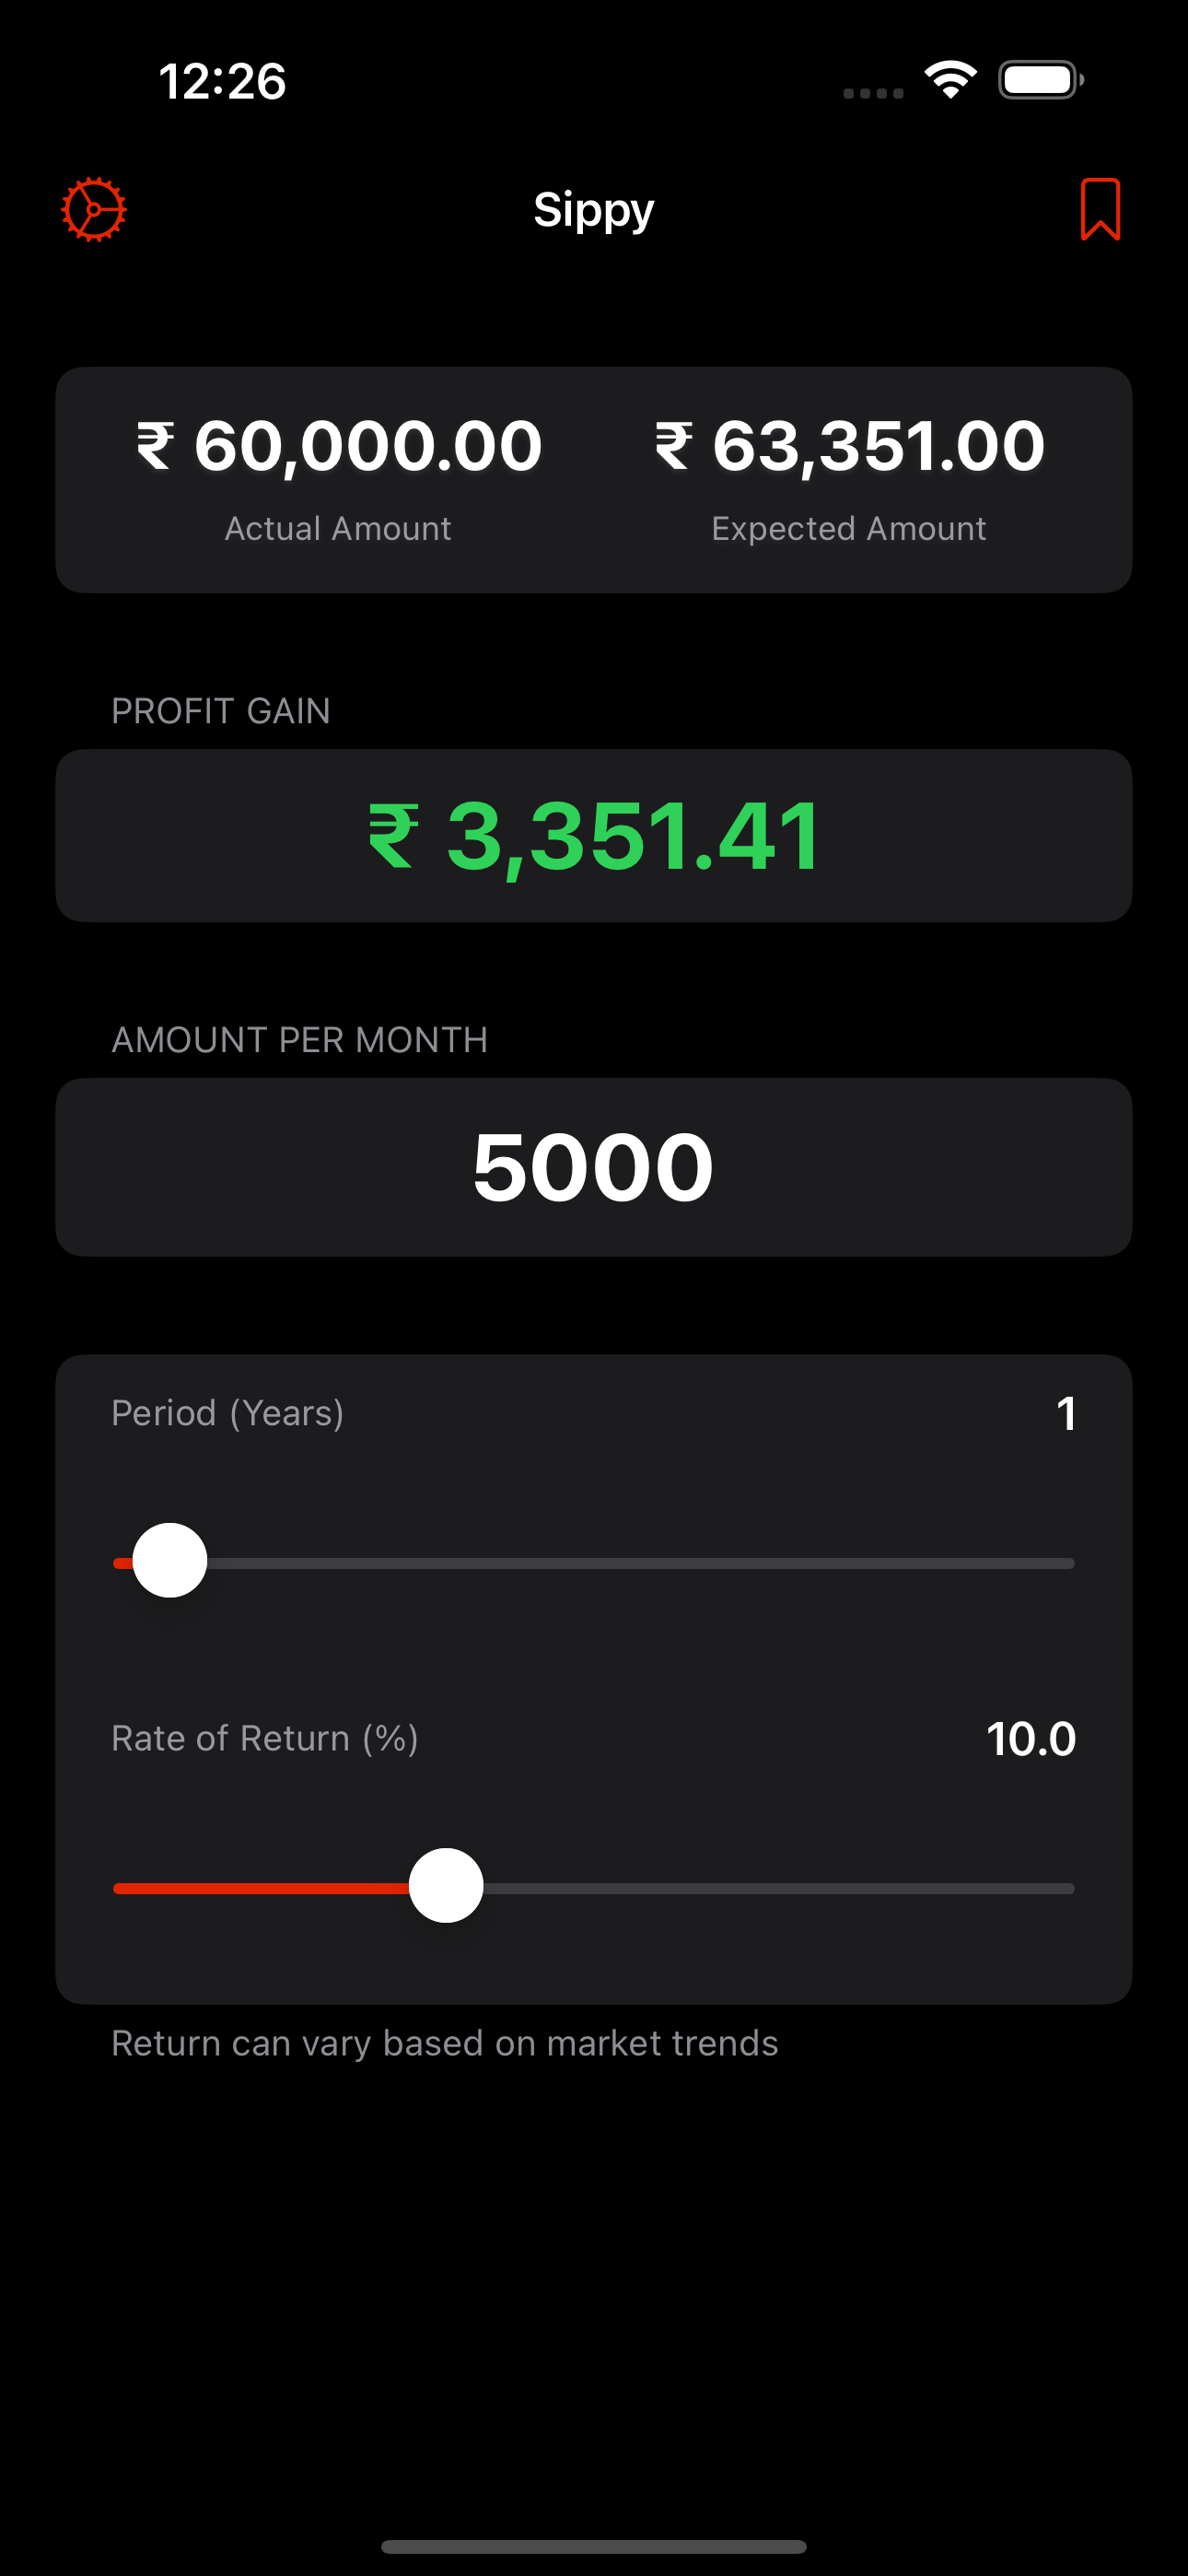 12:26
Sippy
₹ 60,000.00 ₹ 63,351.00
Actual Amount Expected Amount
PROFIT GAIN
₹ 3,351.41
AMOUNT PER MONTH
5000
Period (Years) 1
Rate of Return (%) 10.0
Return can vary based on market trends